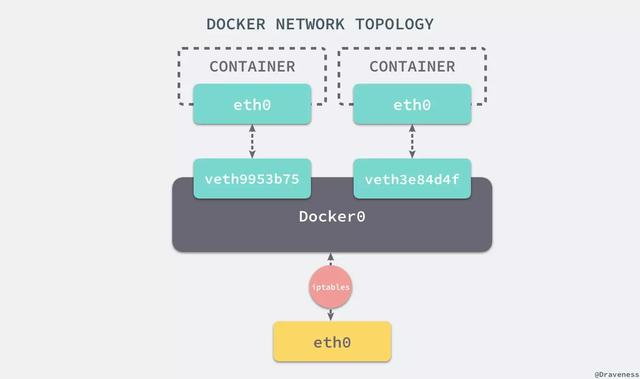 DOCKER NETWORK TOPOLOGY
CONTAINER CONTAINER
eth0 eth0
veth9953b75 veth3e84d4f
Docker0
iptables
eth0
@Draveness